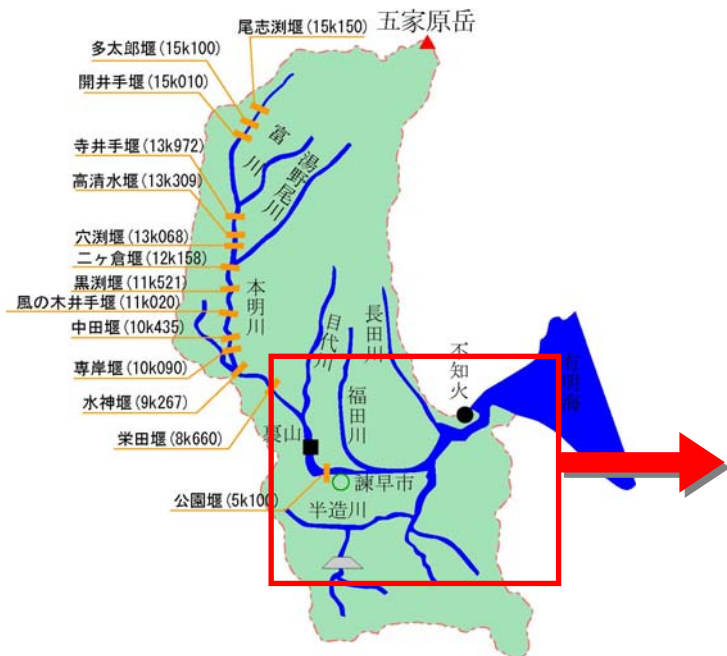 五家原岳
尾志渕堰(15k150)
多太郎堰(15k100)
開井手堰(15k010)
寺井手堰(13k972)
高清水堰(13k309)
穴渕堰(13k068)
二ヶ倉堰(12k158)
黒渕堰(11k521)
風の木井手堰(11k020)
中田堰(10k435)
専岸堰(10k090)
水神堰(9k267)
栄田堰(8k660)
公園堰(5k100)
富川
湯野尾川
本明川
目代川
福田川
長田川
不知火
有明海
裏山
諫早市
半造川